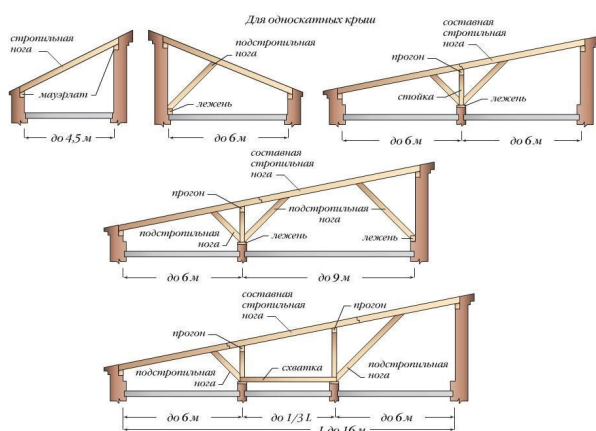 Для односкатных крыш
стропильная
нога
мауэрлат
до 4,5 м
подстропильная
нога
лежень
до 6 м
составная
стропильная
нога
прогон
стойка
лежень
до 6 м
до 6 м
составная
стропильная
нога
прогон
подстропильная
нога
подстропильная
нога
лежень
лежень
до 6 м
до 9 м
составная
стропильная
нога
прогон
прогон
схватка
подстропильная
нога
подстропильная
нога
до 6 м
до 1/3 L
до 6 м
L до 16 м